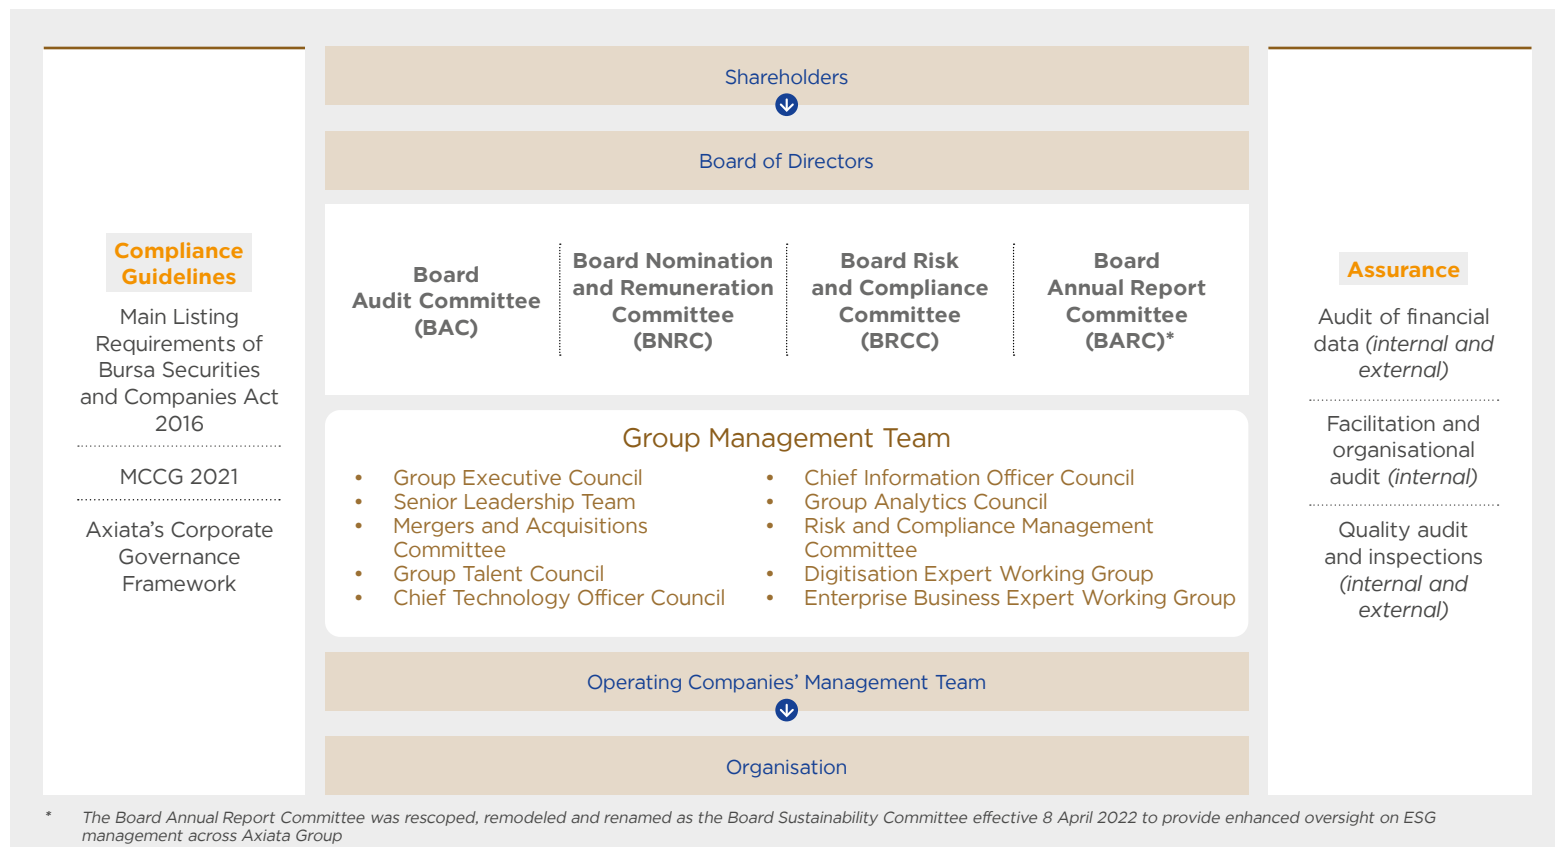 Shareholders
Board of Directors
Compliance
Guidelines
Main Listing
Requirements of
Bursa Securities
and Companies Act
2016
MCCG 2021
Axiata’s Corporate
Governance
Framework
Board
Audit Committee
(BAC)
Board Nomination
and Remuneration
Committee
(BNRC)
Board Risk
and Compliance
Committee
(BRCC)
Board
Annual Report
Committee
(BARC)*
Group Management Team
• Group Executive Council
• Senior Leadership Team
• Mergers and Acquisitions
Committee
• Group Talent Council
• Chief Technology Officer Council
• Chief Information Officer Council
• Group Analytics Council
• Risk and Compliance Management
Committee
• Digitisation Expert Working Group
• Enterprise Business Expert Working Group
Operating Companies’ Management Team
Organisation
Assurance
Audit of financial
data (internal and
external)
Facilitation and
organisational
audit (internal)
Quality audit
and inspections
(internal and
external)
* The Board Annual Report Committee was rescoped, remodeled and renamed as the Board Sustainability Committee effective 8 April 2022 to provide enhanced oversight on ESG
management across Axiata Group